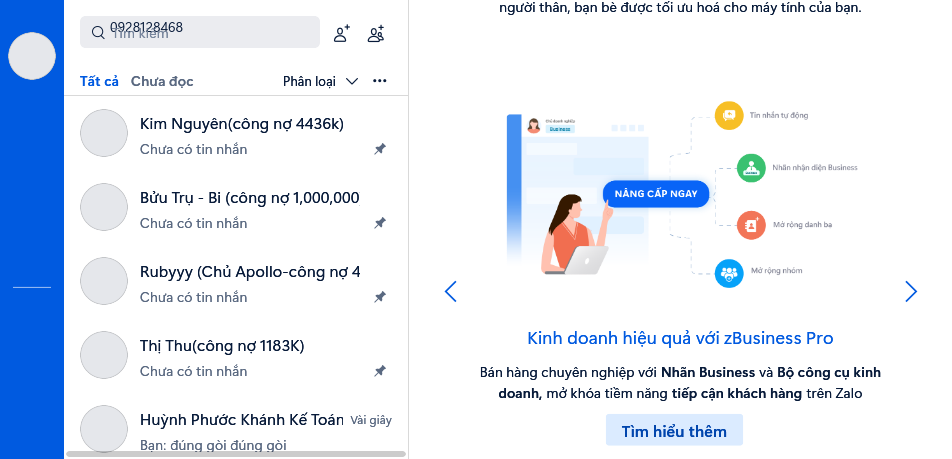 0928128468
Tìm kiếm
Tất cả Chưa đọc Phân loại
Kim Nguyên(công nợ 4436k)
Chưa có tin nhắn
Bửu Trụ - Bi (công nợ 1,000,000
Chưa có tin nhắn
Rubyyy (Chủ Apollo-công nợ 4
Chưa có tin nhắn
Thị Thu(công nợ 1183K)
Chưa có tin nhắn
Huỳnh Phước Khánh Kế Toán Vài giây
Bạn: đúng gòi đúng gòi
người thân, bạn bè được tối ưu hoá cho máy tính của bạn.
Chủ doanh nghiệp
Business
NÂNG CẤP NGAY
Tin nhắn tự động
Nhãn nhận diện Business
Mở rộng danh bạ
Mở rộng nhóm
Kinh doanh hiệu quả với zBusiness Pro
Bán hàng chuyên nghiệp với Nhãn Business và Bộ công cụ kinh
doanh, mở khóa tiềm năng tiếp cận khách hàng trên Zalo
Tìm hiểu thêm